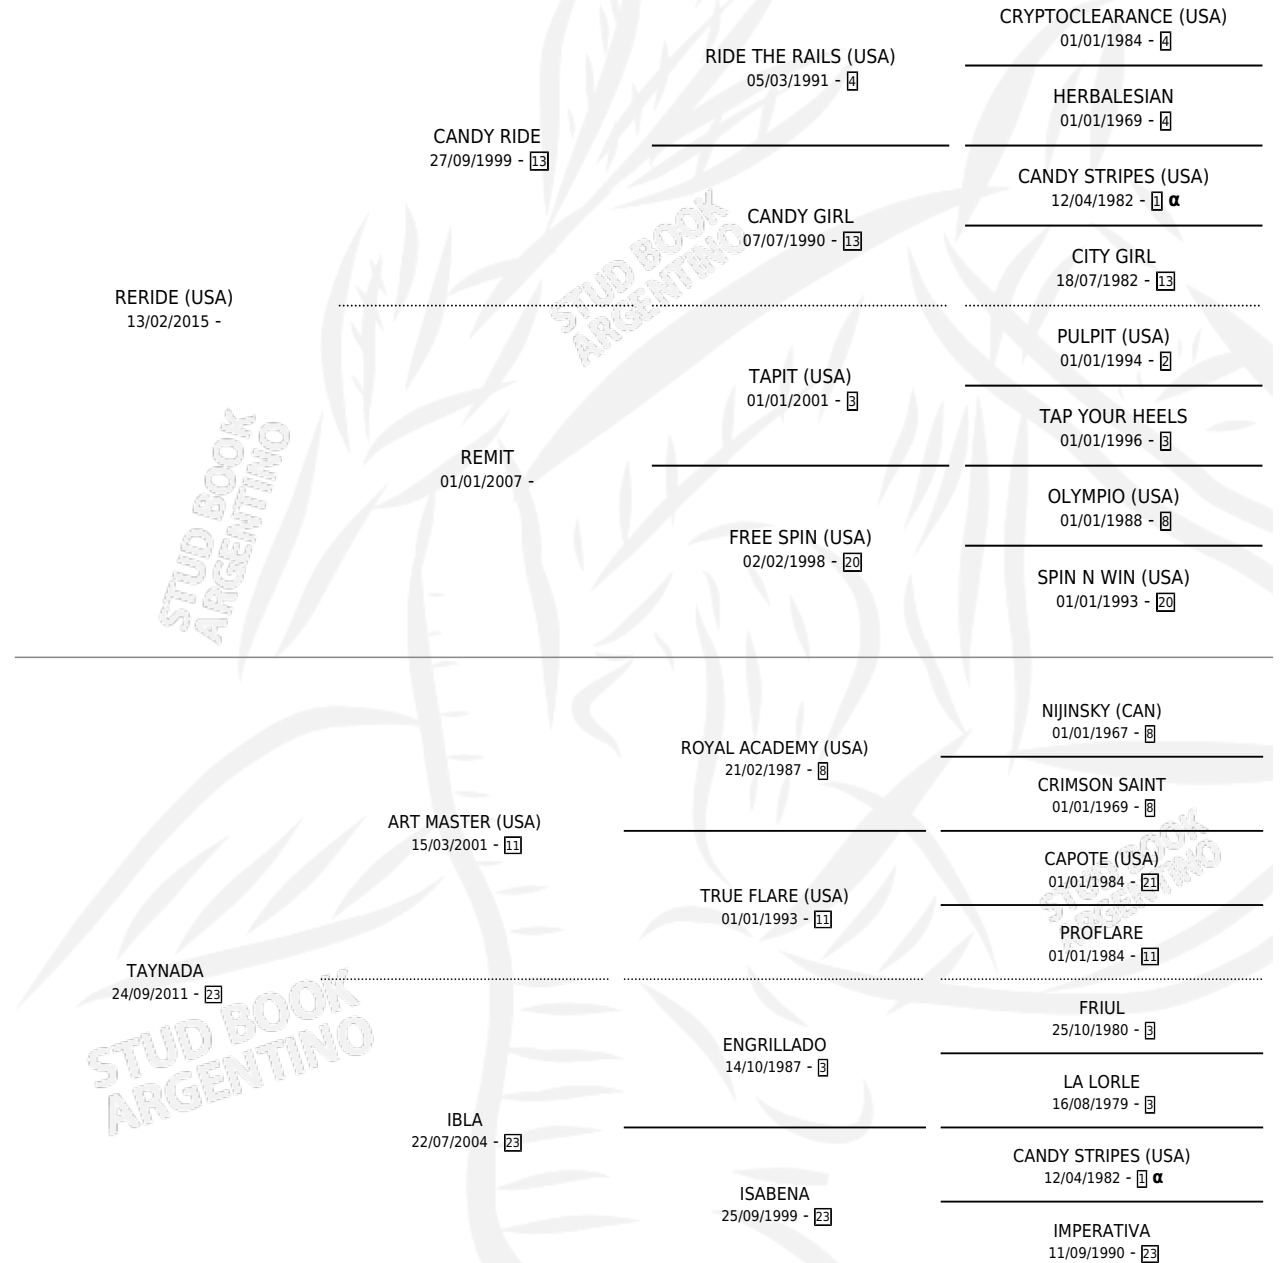 CRYPTOCLEARANCE (USA)
01/01/1984 - 4
RIDE THE RAILS (USA)
05/03/1991 - 4
HERBALESIAN
01/01/1969 - 4
CANDY RIDE
27/09/1999 - 13
CANDY STRIPES (USA)
12/04/1982 - 1 α
CANDY GIRL
07/07/1990 - 13
CITY GIRL
18/07/1982 - 13
RERIDE (USA)
13/02/2015 -
PULPIT (USA)
01/01/1994 - 2
TAPIT (USA)
01/01/2001 - 3
TAP YOUR HEELS
01/01/1996 - 3
REMIT
01/01/2007 -
OLYMPIO (USA)
01/01/1988 - 8
FREE SPIN (USA)
02/02/1998 - 20
SPIN N WIN (USA)
01/01/1993 - 20
NIJINSKY (CAN)
01/01/1967 - 8
ROYAL ACADEMY (USA)
21/02/1987 - 8
CRIMSON SAINT
01/01/1969 - 8
ART MASTER (USA)
15/03/2001 - 11
CAPOTE (USA)
01/01/1984 - 21
TRUE FLARE (USA)
01/01/1993 - 11
PROFLARE
01/01/1984 - 11
TAYNADA
24/09/2011 - 23
FRIUL
25/10/1980 - 3
ENGRILLADO
14/10/1987 - 3
LA LORLE
16/08/1979 - 3
IBLA
22/07/2004 - 23
CANDY STRIPES (USA)
12/04/1982 - 1 α
ISABENA
25/09/1999 - 23
IMPERATIVA
11/09/1990 - 23
STUD BOOK
ARGENTINO
STUD BOOK
ARGENTINO
STUD BOOK
ARGENTINO
STUD BOOK
ARGENTINO